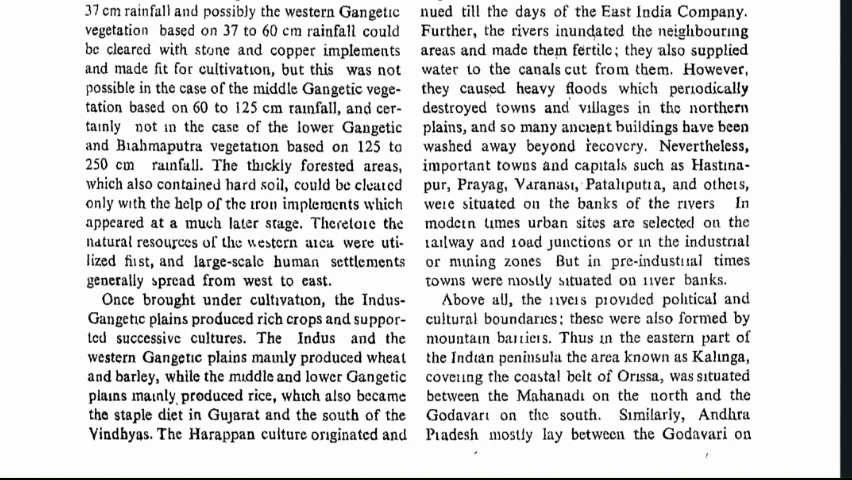 37 cm rainfall and possibly the western Gangetic
vegetation based on 37 to 60 cm rainfall could
be cleared with stone and copper implements
and made fit for cultivation, but this was not
possible in the case of the middle Gangetic vege-
tation based on 60 to 125 cm rainfall, and cer-
tainly not in the case of the lower Gangetic
and Brahmaputra vegetation based on 125 to
250 cm rainfall. The thickly forested areas,
which also contained hard soil, could be cleared
only with the help of the iron implements which
appeared at a much later stage. Therefore the
natural resources of the western area were uti-
lized first, and large-scale human settlements
generally spread from west to east.
Once brought under cultivation, the Indus-
Gangetic plains produced rich crops and suppor-
ted successive cultures. The Indus and the
western Gangetic plains mainly produced wheat
and barley, while the middle and lower Gangetic
plains mainly produced rice, which also became
the staple diet in Gujarat and the south of the
Vindhyas. The Harappan culture originated and
nued till the days of the East India Company.
Further, the rivers inundated the neighbouring
areas and made them fertile; they also supplied
water to the canals cut from them. However,
they caused heavy floods which periodically
destroyed towns and villages in the northern
plains, and so many ancient buildings have been
washed away beyond recovery. Nevertheless,
important towns and capitals such as Hastina-
pur, Prayag, Varanasi, Pataliputra, and others,
were situated on the banks of the rivers In
modern times urban sites are selected on the
railway and road junctions or in the industrial
or mining zones But in pre-industrial times
towns were mostly situated on river banks.
Above all, the rivers provided political and
cultural boundaries; these were also formed by
mountain barriers. Thus in the eastern part of
the Indian peninsula the area known as Kalinga,
covering the coastal belt of Orissa, was situated
between the Mahanadi on the north and the
Godavari on the south. Similarly, Andhra
Pradesh mostly lay between the Godavari on